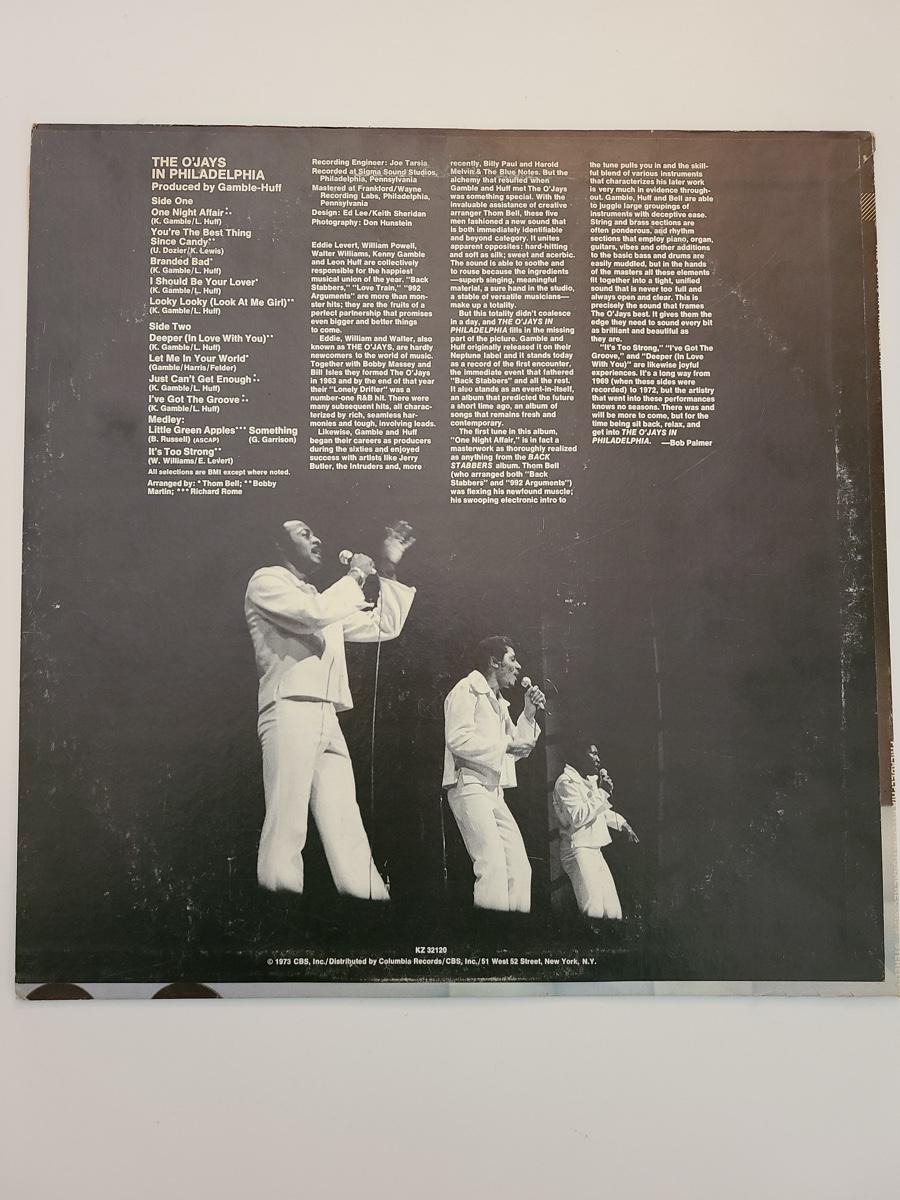 THE O'JAYS
IN PHILADELPHIA
Produced by Gamble-Huff
Side One
One Night Affair
(K. Gamble/L. Huff)
You're The Best Thing
Since Candy**
(U. Dozier/K. Lewis)
Branded Bad*
(K. Gamble/L. Huff)
I Should Be Your Lover*
(K. Gamble/L. Huff)
Looky Looky (Look At Me Girl)**
(K. Gamble/L. Huff)
Side Two
Deeper (In Love With You)**
(K. Gamble/L. Huff)
Let Me In Your World*
(Gamble/Harris/Felder)
Just Can't Get Enough
(K. Gamble/L. Huff)
I've Got The Groove
(K. Gamble/L. Huff)
Medley:
Little Green Apples*** Something
(B. Russell) (ASCAP) (G. Garrison)
It's Too Strong**
(W. Williams/E. Levert)
All selections are BMI except where noted.
Arranged by: *Thom Bell; **Bobby
Martin; ***Richard Rome
Recording Engineer: Joe Tarsia
Recorded at Sigma Sound Studios,
Philadelphia, Pennsylvania
Mastered at Frankford/Wayne
Recording Labs, Philadelphia,
Pennsylvania
Design: Ed Lee/Keith Sheridan
Photography: Don Hunstein
Eddie Levert, William Powell,
Walter Williams, Kenny Gamble
and Leon Huff are collectively
responsible for the happiest
musical union of the year. "Back
Stabbers," "Love Train," "992
Arguments" are more than mon-
ster hits; they are the fruits of a
perfect partnership that promises
even bigger and better things
to come.
Eddie, William and Walter, also
known as THE O'JAYS, are hardly
newcomers to the world of music.
Together with Bobby Massey and
Bill Isles they formed The O'Jays
in 1963 and by the end of that year
their "Lonely Drifter" was a
number-one R&B hit. There were
many subsequent hits, all charac-
terized by rich, seamless har-
monies and tough, involving leads.
Likewise, Gamble and Huff
began their careers as producers
during the sixties and enjoyed
success with artists like Jerry
Butler, the Intruders and, more
recently, Billy Paul and Harold
Melvin & The Blue Notes. But the
alchemy that resulted when
Gamble and Huff met The O'Jays
was something special. With the
invaluable assistance of creative
arranger Thom Bell, these five
men fashioned a new sound that
is both immediately identifiable
and beyond category. It unites
apparent opposites: hard-hitting
and soft as silk; sweet and acerbic.
The sound is able to soothe and
to rouse because the ingredients
—superb singing, meaningful
material, a sure hand in the studio,
a stable of versatile musicians—
make up a totality.
But this totality didn't coalesce
in a day, and THE O'JAYS IN
PHILADELPHIA fills in the missing
part of the picture. Gamble and
Huff originally released it on their
Neptune label and it stands today
as a record of the first encounter,
the immediate event that fathered
"Back Stabbers" and all the rest.
It also stands as an event-in-itself,
an album that predicted the future
a short time ago, an album of
songs that remains fresh and
contemporary.
The first tune in this album,
"One Night Affair," is in fact a
masterwork as thoroughly realized
as anything from the BACK
STABBERS album. Thom Bell
(who arranged both "Back
Stabbers" and "992 Arguments")
was flexing his newfound muscle;
his swooping electronic intro to
the tune pulls you in and the skill-
ful blend of various instruments
that characterizes his later work
is very much in evidence through-
out. Gamble, Huff and Bell are able
to juggle large groupings of
instruments with deceptive ease.
String and brass sections are
often ponderous, and rhythm
sections that employ piano, organ,
guitars, vibes and other additions
to the basic bass and drums are
easily muddled, but in the hands
of the masters all these elements
fit together into a tight, unified
sound that is never too full and
always open and clear. This is
precisely the sound that frames
The O'Jays best. It gives them the
edge they need to sound every bit
as brilliant and beautiful as
they are.
"It's Too Strong," "I've Got The
Groove," and "Deeper (In Love
With You)" are likewise joyful
experiences. It's a long way from
1969 (when these sides were
recorded) to 1972, but the artistry
that went into these performances
knows no seasons. There was and
will be more to come, but for the
time being sit back, relax, and
get into THE O'JAYS IN
PHILADELPHIA. —Bob Palmer
KZ 32120
© 1973 CBS, Inc./Distributed by Columbia Records/CBS, Inc./51 West 52 Street, New York, N.Y.